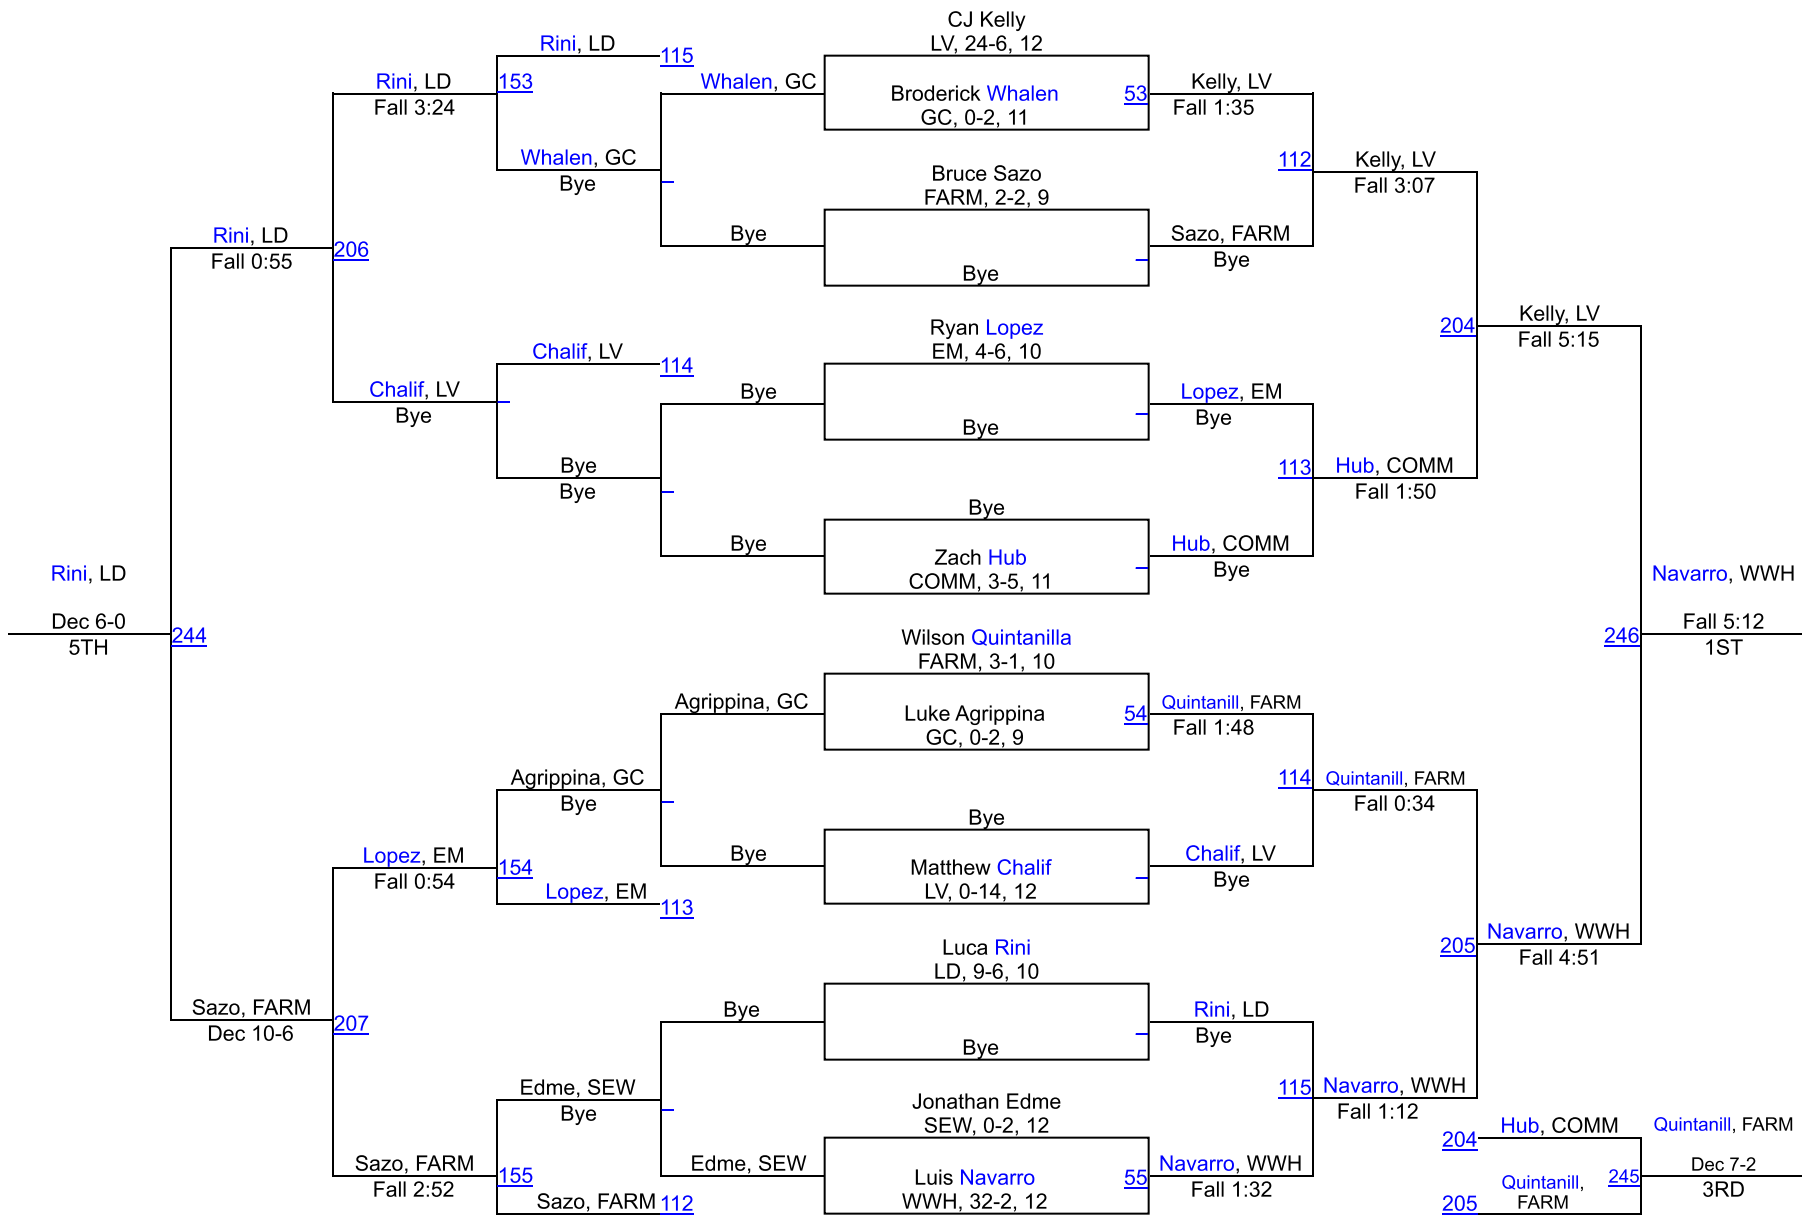 CJ Kelly
LV, 24-6, 12
Rini, LD
115
Rini, LD
153
Whalen, GC
Broderick Whalen
53
Kelly, LV
Fall 3:24
GC, 0-2, 11
Fall 1:35
Whalen, GC
Bye
Bruce Sazo
FARM, 2-2, 9
112
Kelly, LV
Fall 3:07
Rini, LD
Fall 0:55
206
Bye
Bye
Sazo, FARM
Bye
Ryan Lopez
EM, 4-6, 10
204
Kelly, LV
Fall 5:15
Chalif, LV
114
Chalif, LV
Bye
Bye
Bye
Lopez, EM
Bye
Bye
Bye
113
Hub, COMM
Fall 1:50
Bye
Bye
Zach Hub
COMM, 3-5, 11
Hub, COMM
Bye
Rini, LD
Dec 6-0
5TH
244
Navarro, WWH
246
Fall 5:12
1ST
Wilson Quintanilla
FARM, 3-1, 10
Agrippina, GC
Luke Agrippina
GC, 0-2, 9
54
Quintanill, FARM
Fall 1:48
Agrippina, GC
Bye
114
Quintanill, FARM
Fall 0:34
Bye
Bye
Matthew Chalif
LV, 0-14, 12
Chalif, LV
Bye
Lopez, EM
Fall 0:54
154
Lopez, EM
113
Luca Rini
LD, 9-6, 10
205
Navarro, WWH
Fall 4:51
Sazo, FARM
Dec 10-6
207
Bye
Bye
Rini, LD
Bye
Edme, SEW
Bye
Jonathan Edme
SEW, 0-2, 12
115
Navarro, WWH
Fall 1:12
Sazo, FARM
Fall 2:52
155
Edme, SEW
Luis Navarro
WWH, 32-2, 12
55
Navarro, WWH
Fall 1:32
Sazo, FARM
112
204
Hub, COMM
Quintanill, FARM
205
Quintanill,
FARM
245
Dec 7-2
3RD